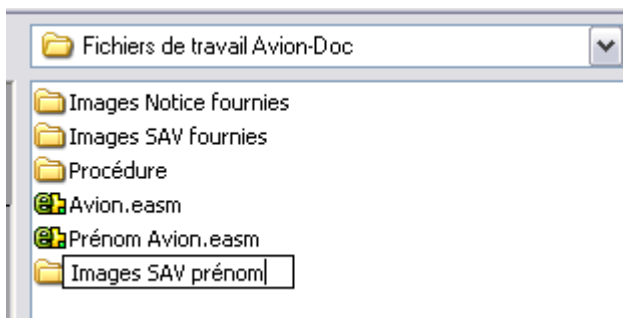 Fichiers de travail Avion-Doc
Images Notice fournies
Images SAV fournies
Procédure
Avion.easm
Prénom Avion.easm
Images SAV prénom